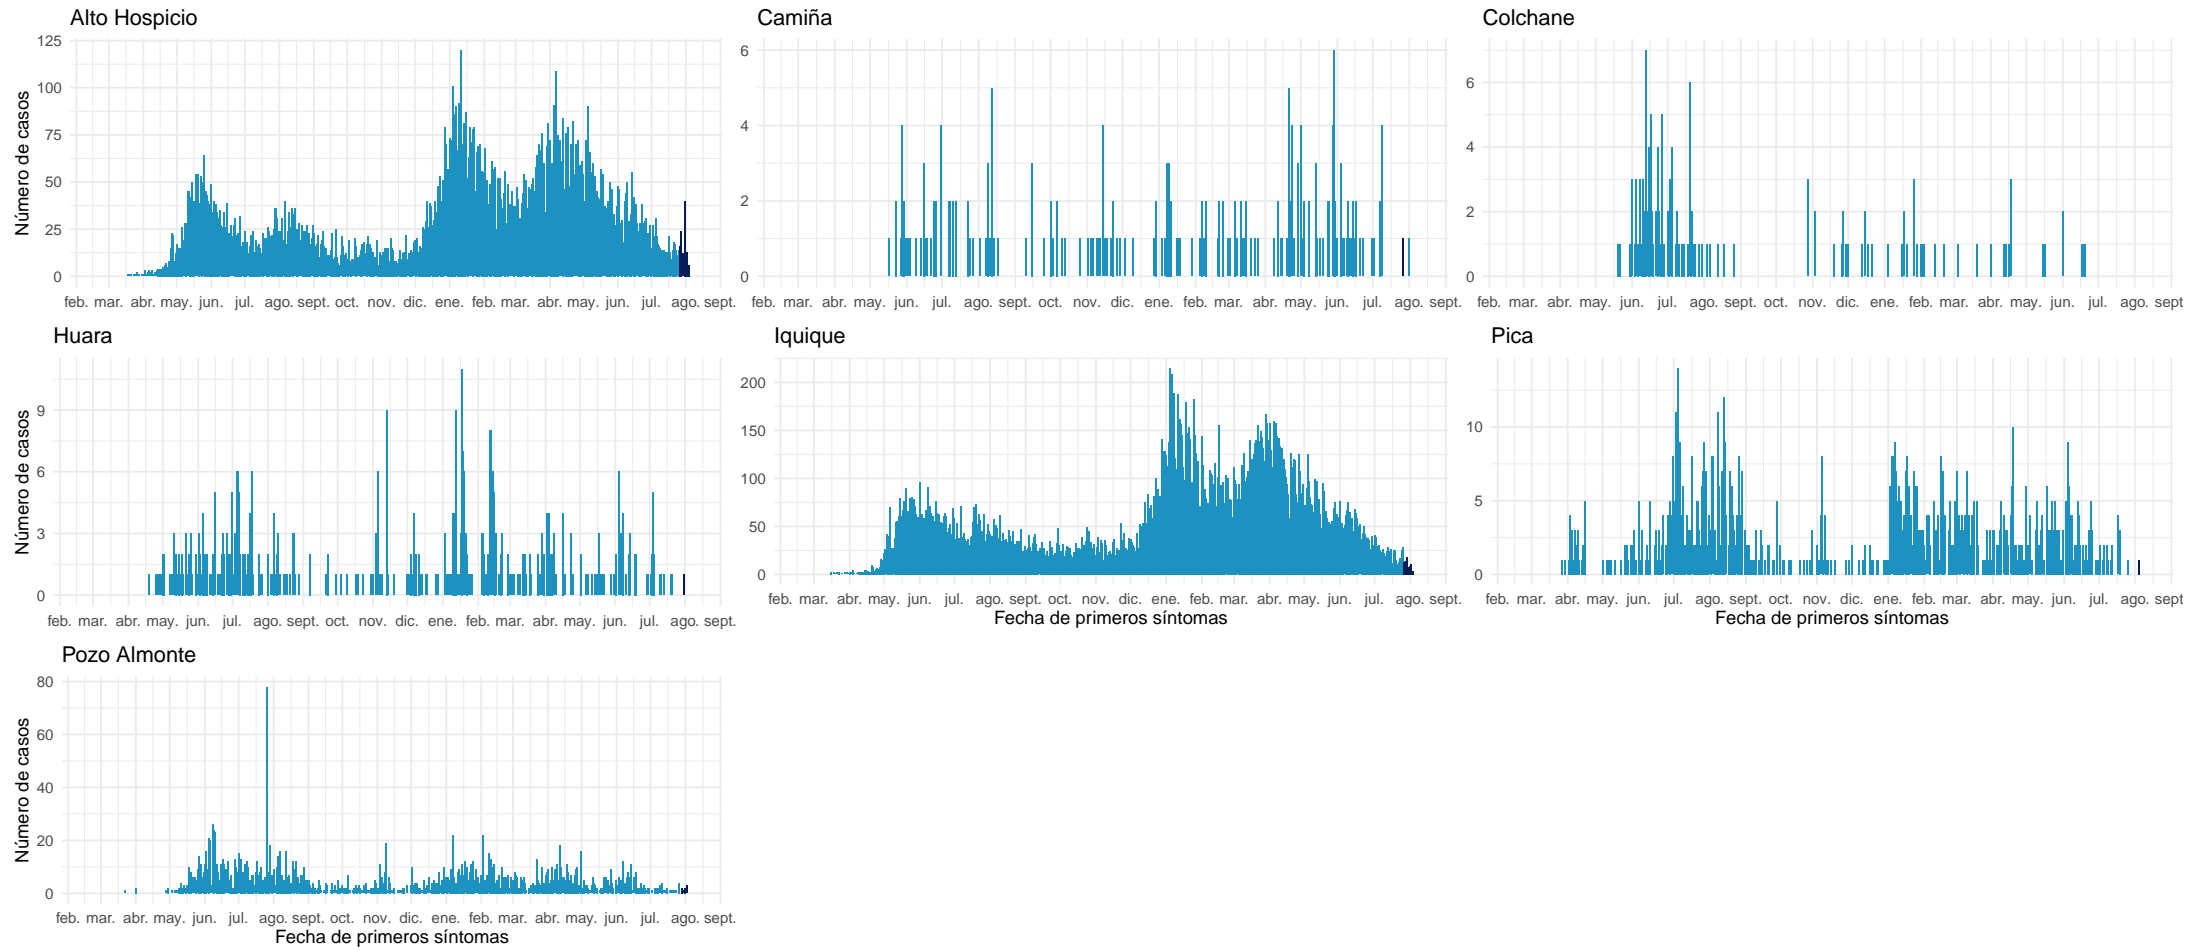 Alto Hospicio
Número de casos
125
100
75
50
25
0
feb. mar. abr. may. jun. jul. ago. sept. oct. nov. dic. ene. feb. mar. abr. may. jun. jul. ago. sept.
Camiña
6
4
2
0
feb. mar. abr. may. jun. jul. ago. sept. oct. nov. dic. ene. feb. mar. abr. may. jun. jul. ago. sept.
Colchane
6
4
2
0
feb. mar. abr. may. jun. jul. ago. sept. oct. nov. dic. ene. feb. mar. abr. may. jun. jul. ago. sept
Huara
Número de casos
9
6
3
0
feb. mar. abr. may. jun. jul. ago. sept. oct. nov. dic. ene. feb. mar. abr. may. jun. jul. ago. sept.
Iquique
200
150
100
50
0
feb. mar. abr. may. jun. jul. ago. sept. oct. nov. dic. ene. feb. mar. abr. may. jun. jul. ago. sept.
Fecha de primeros síntomas
Pica
10
5
0
feb. mar. abr. may. jun. jul. ago. sept. oct. nov. dic. ene. feb. mar. abr. may. jun. jul. ago. sept
Fecha de primeros síntomas
Pozo Almonte
Número de casos
80
60
40
20
0
feb. mar. abr. may. jun. jul. ago. sept. oct. nov. dic. ene. feb. mar. abr. may. jun. jul. ago. sept.
Fecha de primeros síntomas